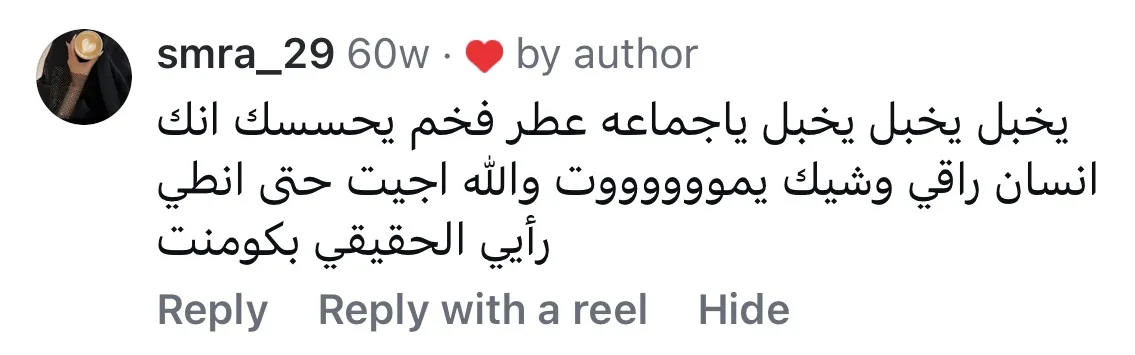 smra_29 60w · ❤️ by author
يخبل يخبل يخبل ياجماعه عطر فخم يحسسك انك
انسان راقي وشيك يمووووووت والله اجيت حتى انطي
رأيي الحقيقي بكومنت
Reply Reply with a reel Hide